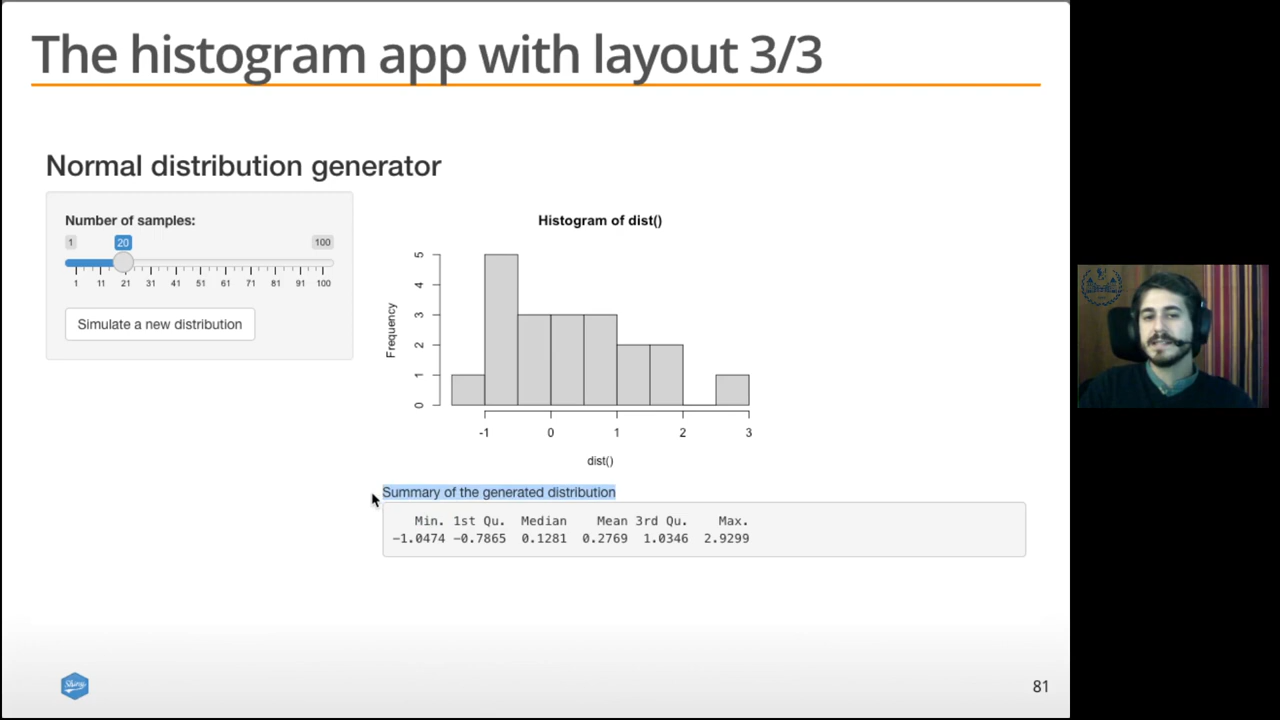 The histogram app with layout 3/3
Normal distribution generator
Number of samples:
1 20 100
1 11 21 31 41 51 61 71 81 91 100
Simulate a new distribution
Histogram of dist()
Frequency
0 1 2 3 4 5
-1 0 1 2 3
dist()
Summary of the generated distribution
Min. 1st Qu. Median Mean 3rd Qu. Max.
-1.0474 -0.7865 0.1281 0.2769 1.0346 2.9299
Shiny
81